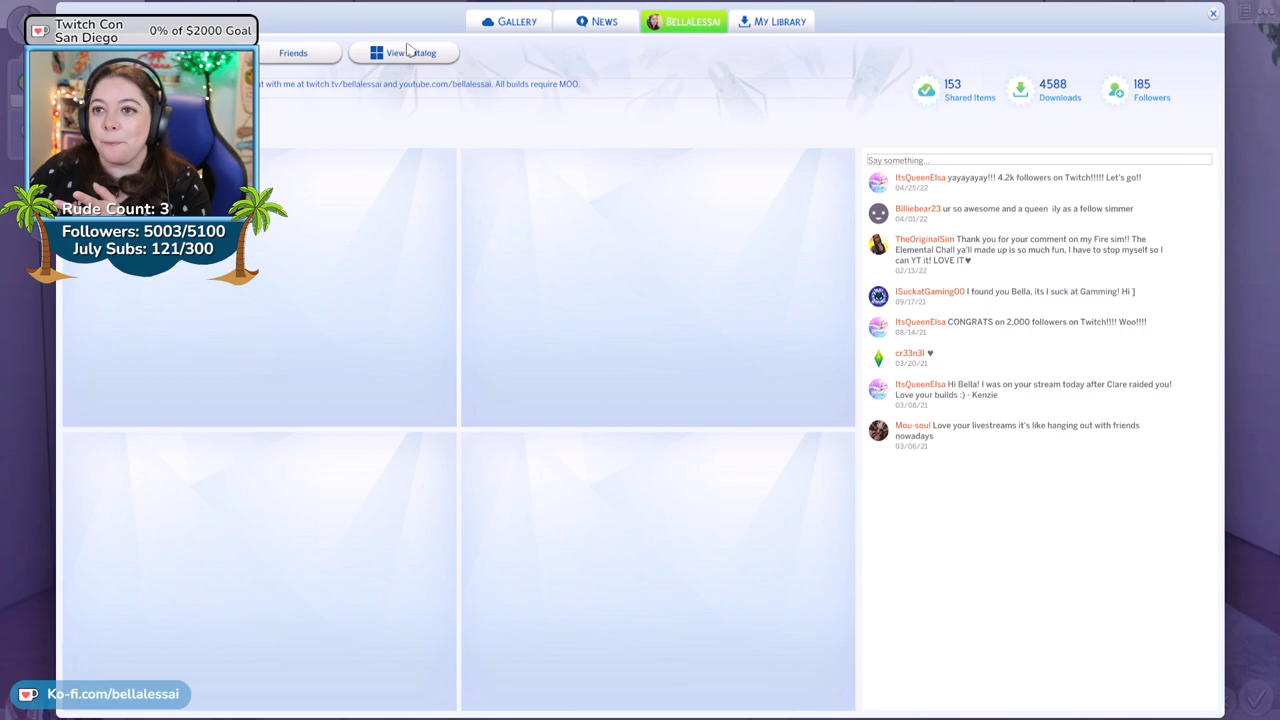 Twitch Con
San Diego
0% of $2000 Goal
GALLERY
NEWS
BELLALESSAI
MY LIBRARY
Friends
out with me at twitch.tv/bellalessai and youtube.com/bellalessai. All builds require MOO.
153
Shared Items
4588
Downloads
185
Followers
Rude Count: 3
Followers: 5003/5100
July Subs: 121/300
Say something...
ItsQueenElsa yayayayay!!! 4.2k followers on Twitch!!!!! Let's go!!
04/25/22
Billiebear23 ur so awesome and a queen ily as a fellow simmer
04/01/22
TheOriginalSim Thank you for your comment on my Fire sim!! The
Elemental Chall ya'll made up is so much fun, I have to stop myself so I
can YT it! LOVE IT♥
02/13/22
ISuckatGaming00 I found you Bella, its I suck at Gamming! Hi ]
09/17/21
ItsQueenElsa CONGRATS on 2,000 followers on Twitch!!!! Woo!!!!
08/14/21
cr33n3l ♥
03/20/21
ItsQueenElsa Hi Bella! I was on your stream today after Clare raided you!
Love your builds :) - Kenzie
03/08/21
Mou-soul Love your livestreams it's like hanging out with friends
nowadays
03/06/21
Ko-fi.com/bellalessai